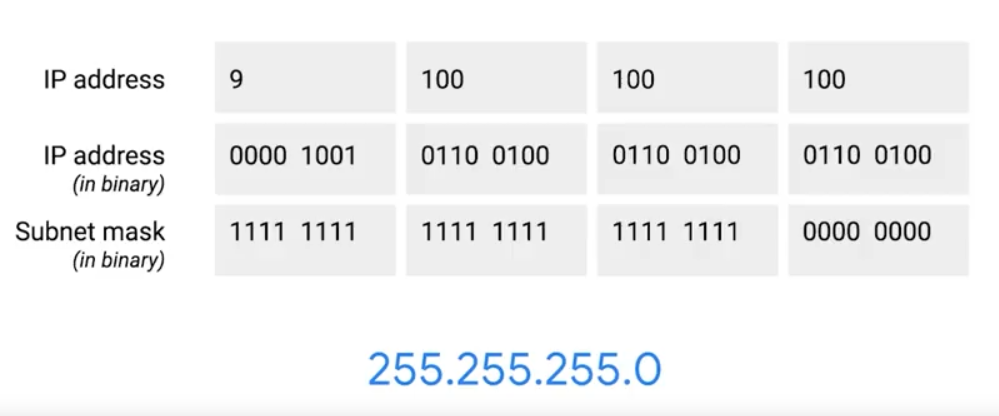 IP address 9 100 100 100
IP address 0000 1001 0110 0100 0110 0100 0110 0100
(in binary)
Subnet mask 1111 1111 1111 1111 1111 1111 0000 0000
(in binary)
255.255.255.0